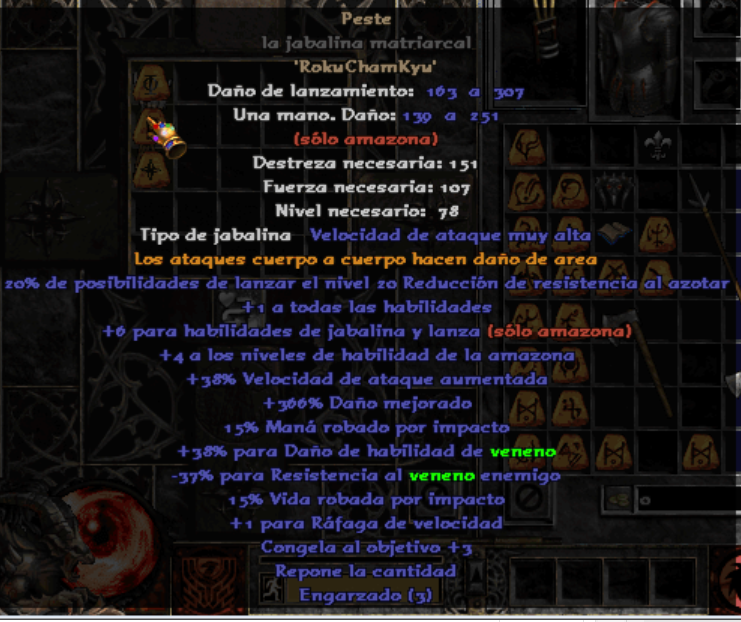 Peste
la jabalina matriarcal
'RokuChamKyu'
Daño de lanzamiento: 163 a 307
Una mano. Daño: 139 a 251
(sólo amazona)
Destreza necesaria: 151
Fuerza necesaria: 107
Nivel necesario: 78
Tipo de jabalina Velocidad de ataque muy alta
Los ataques cuerpo a cuerpo hacen daño de area
20% de posibilidades de lanzar el nivel 20 Reducción de resistencia al azotar
+1 a todas las habilidades
+6 para habilidades de jabalina y lanza (sólo amazona)
+4 a los niveles de habilidad de la amazona
+38% Velocidad de ataque aumentada
+366% Daño mejorado
15% Maná robado por impacto
+38% para Daño de habilidad de veneno
-37% para Resistencia al veneno enemigo
15% Vida robada por impacto
+1 para Ráfaga de velocidad
Congela al objetivo +3
Repone la cantidad
Engarzado (3)
0